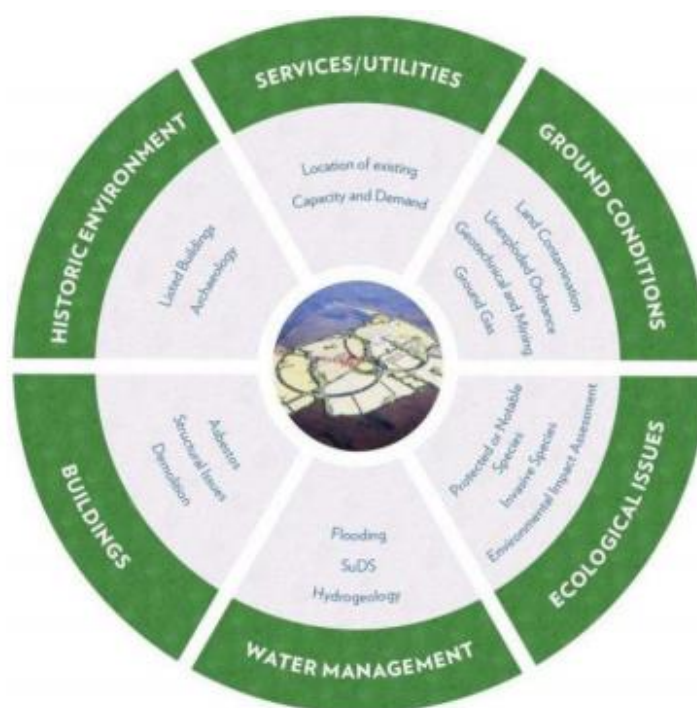 SERVICES/UTILITIES
Location of existing
Capacity and Demand
GROUND CONDITIONS
Land Contamination
Unexploded Ordnance
Geotechnical and Mining
Ground Gas
ECOLOGICAL ISSUES
Protected or Notable
Species
Invasive Species
Environmental Impact Assessment
WATER MANAGEMENT
Flooding
SuDS
Hydrogeology
BUILDINGS
Asbestos
Structural Issues
Demolition
HISTORIC ENVIRONMENT
Listed Buildings
Archaeology